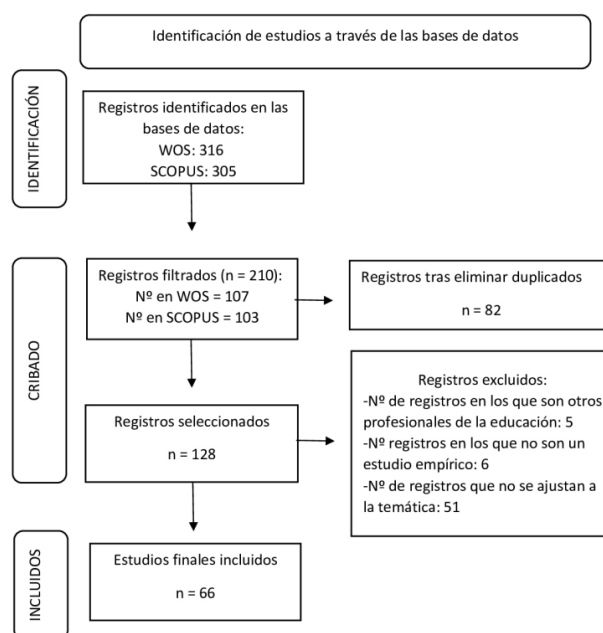 Identificación de estudios a través de las bases de datos
IDENTIFICACIÓN
Registros identificados en las
bases de datos:
WOS: 316
SCOPUS: 305
CRIBADO
Registros filtrados (n = 210):
Nº en WOS = 107
Nº en SCOPUS = 103
Registros tras eliminar duplicados
n = 82
Registros seleccionados
n = 128
Registros excluidos:
-Nº de registros en los que son otros
profesionales de la educación: 5
-Nº registros en los que no son un
estudio empírico: 6
-Nº de registros que no se ajustan a
la temática: 51
INCLUIDOS
Estudios finales incluidos
n = 66